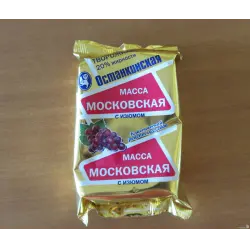 ТВОРОЖНАЯ
20% жирности
Останкинская
МАССА
МОСКОВСКАЯ
С ИЗЮМОМ
МАССА
МОСКОВСКАЯ
С ИЗЮМОМ